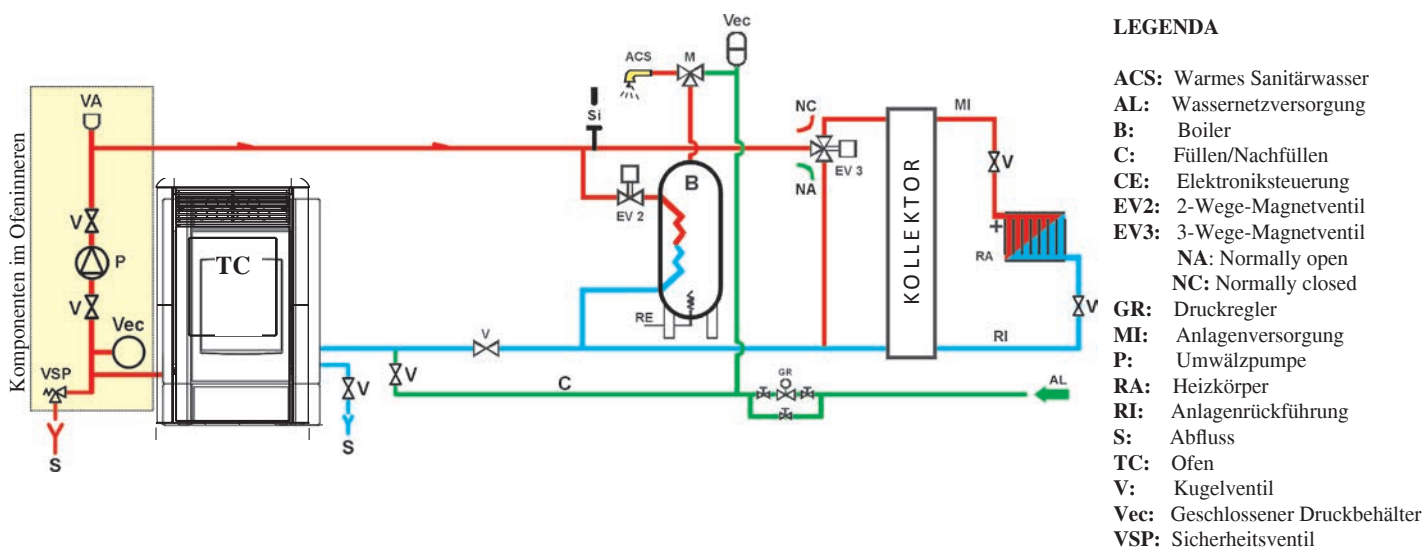 Komponenten im Ofeninneren
VA
V
P
V
Vec
VSP
S
TC
V
S
V
V
C
Si
EV 2
B
RE
ACS
M
Vec
NC
NA
EV 3
GR
AL
KOLLEKTOR
MI
V
RA
+
V
RI
LEGENDA
ACS: Warmes Sanitärwasser
AL: Wassernetzversorgung
B: Boiler
C: Füllen/Nachfüllen
CE: Elektroniksteuerung
EV2: 2-Wege-Magnetventil
EV3: 3-Wege-Magnetventil
NA: Normally open
NC: Normally closed
GR: Druckregler
MI: Anlagenversorgung
P: Umwälzpumpe
RA: Heizkörper
RI: Anlagenrückführung
S: Abfluss
TC: Ofen
V: Kugelventil
Vec: Geschlossener Druckbehälter
VSP: Sicherheitsventil